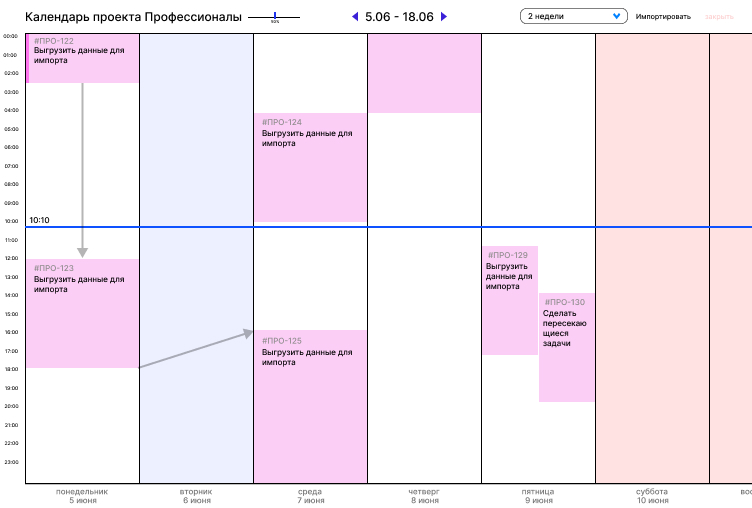 Календарь проекта Профессионалы
50%
5.06 - 18.06
2 недели
Импортировать
закрыть
00:00
01:00
02:00
03:00
04:00
05:00
06:00
07:00
08:00
09:00
10:00
11:00
12:00
13:00
14:00
15:00
16:00
17:00
18:00
19:00
20:00
21:00
22:00
23:00
#ПРО-122
Выгрузить данные для
импорта
10:10
#ПРО-123
Выгрузить данные для
импорта
#ПРО-124
Выгрузить данные для
импорта
#ПРО-125
Выгрузить данные для
импорта
#ПРО-129
Выгрузить
данные для
импорта
#ПРО-130
Сделать
пересекаю
щиеся
задачи
понедельник
5 июня
вторник
6 июня
среда
7 июня
четверг
8 июня
пятница
9 июня
суббота
10 июня
вос